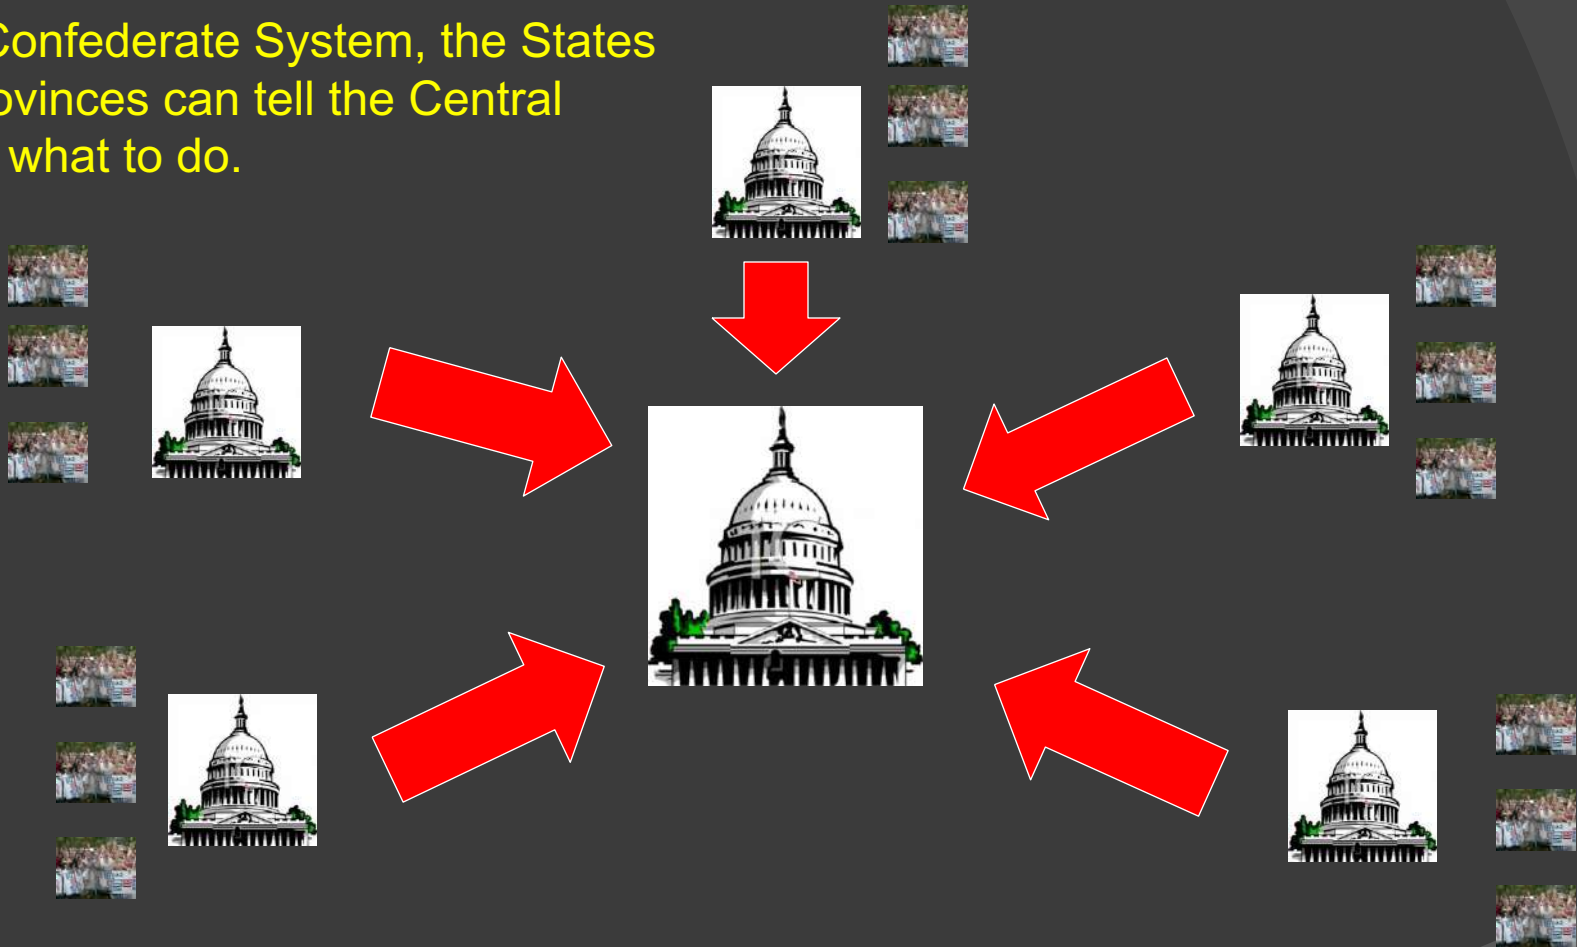 Confederate System, the States
ovinces can tell the Central
what to do.